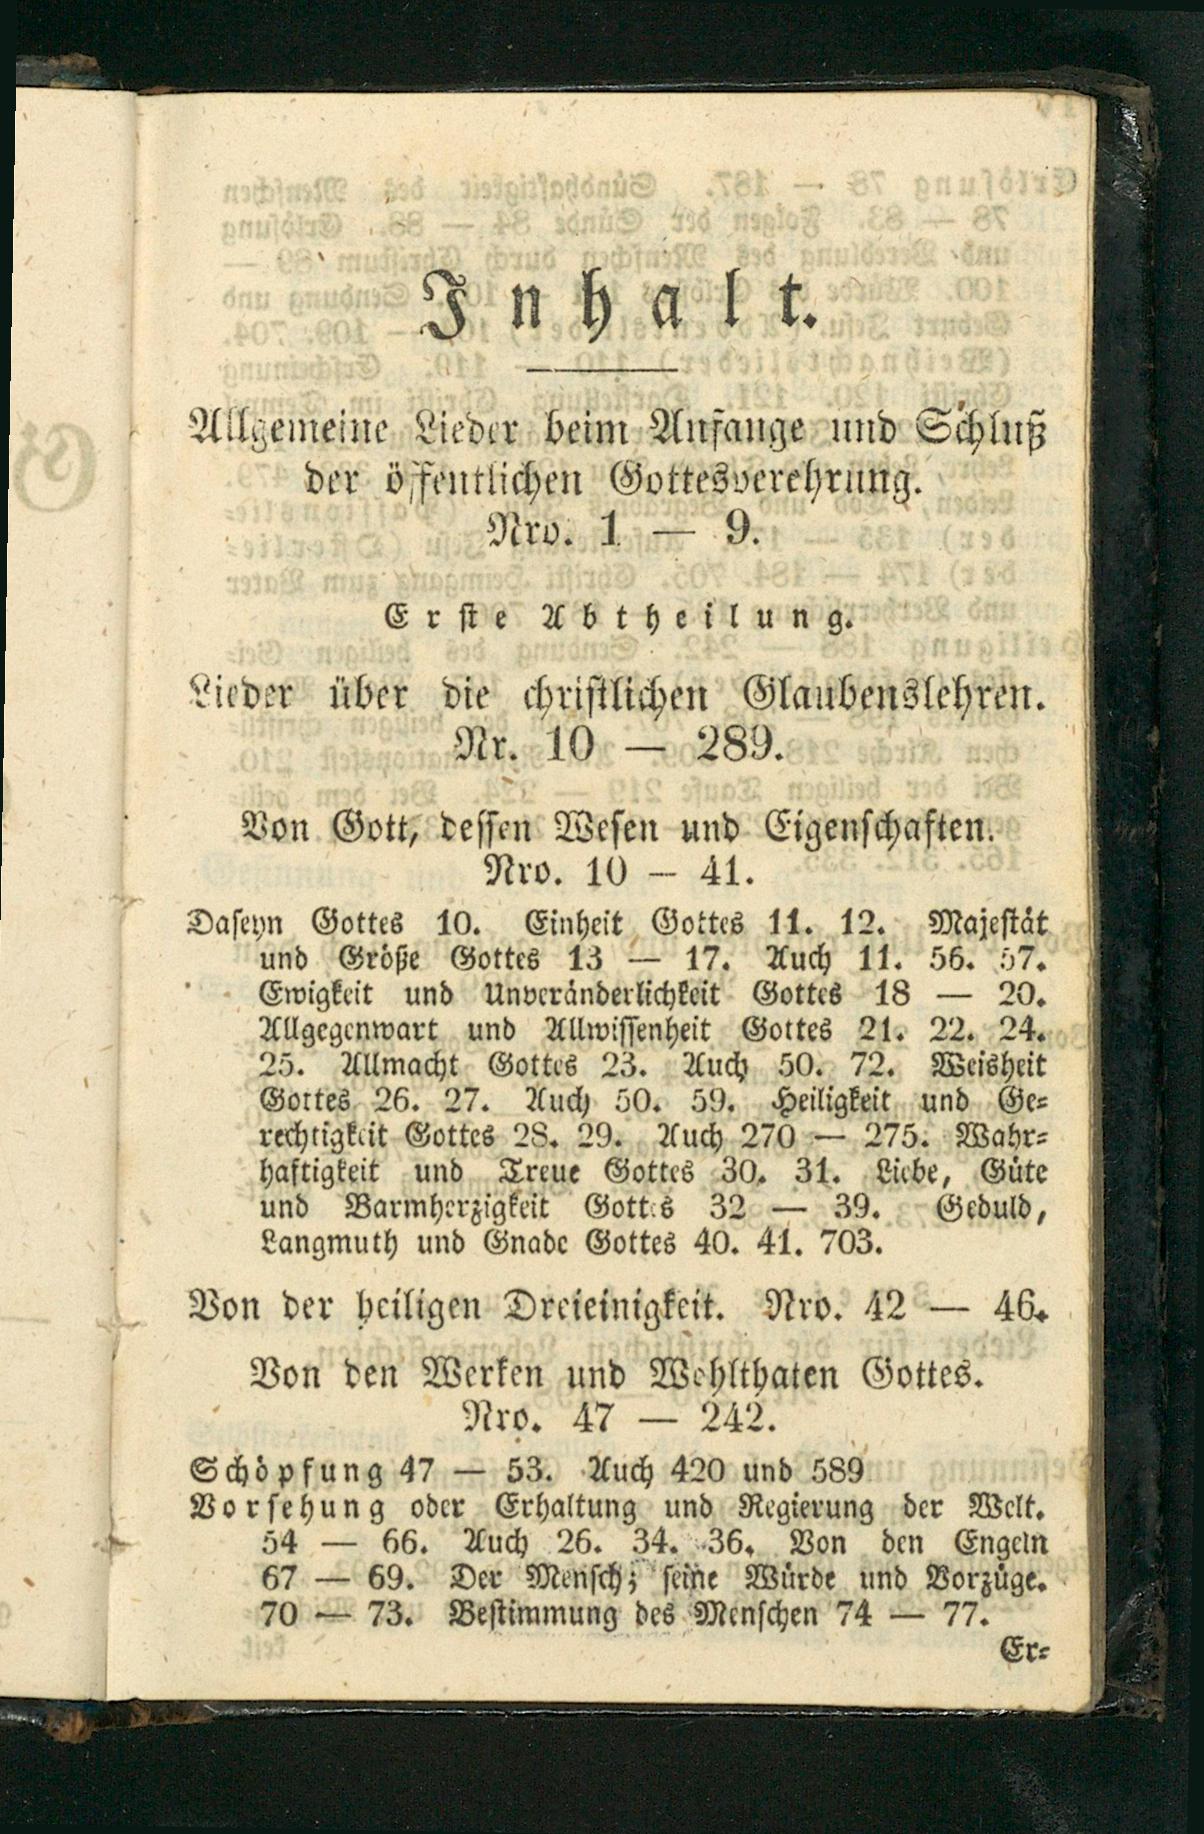 Inhalt.
Allgemeine Lieder beim Anfange und Schluß
der öffentlichen Gottesverehrung.
Nro. 1 — 9.
Erste Abtheilung.
Lieder über die christlichen Glaubenslehren.
Nr. 10 — 289.
Von Gott, dessen Wesen und Eigenschaften.
Nro. 10 — 41.
Daseyn Gottes 10. Einheit Gottes 11. 12. Majestät
und Größe Gottes 13 — 17. Auch 11. 56. 57.
Ewigkeit und Unveränderlichkeit Gottes 18 — 20.
Allgegenwart und Allwissenheit Gottes 21. 22. 24.
25. Allmacht Gottes 23. Auch 50. 72. Weisheit
Gottes 26. 27. Auch 50. 59. Heiligkeit und Ge-
rechtigkeit Gottes 28. 29. Auch 270 — 275. Wahr-
haftigkeit und Treue Gottes 30. 31. Liebe, Güte
und Barmherzigkeit Gottes 32 — 39. Geduld,
Langmuth und Gnade Gottes 40. 41. 703.
Von der heiligen Dreieinigkeit. Nro. 42 — 46.
Von den Werken und Wohlthaten Gottes.
Nro. 47 — 242.
Schöpfung 47 — 53. Auch 420 und 589
Vorsehung oder Erhaltung und Regierung der Welt.
54 — 66. Auch 26. 34. 36. Von den Engeln
67 — 69. Der Mensch; seine Würde und Vorzüge.
70 — 73. Bestimmung des Menschen 74 — 77.
Er-